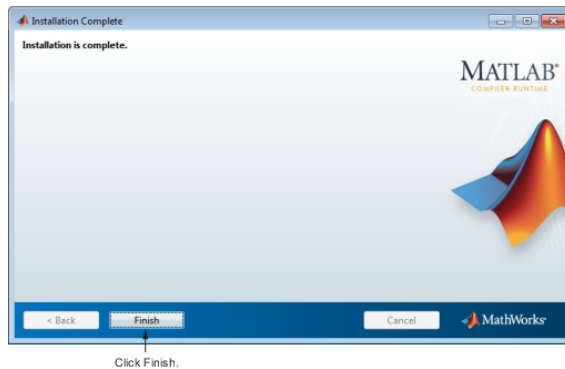 Installation Complete
Installation is complete.
MATLAB®
COMPILER RUNTIME
< Back
Finish
Cancel
MathWorks®
Click Finish.